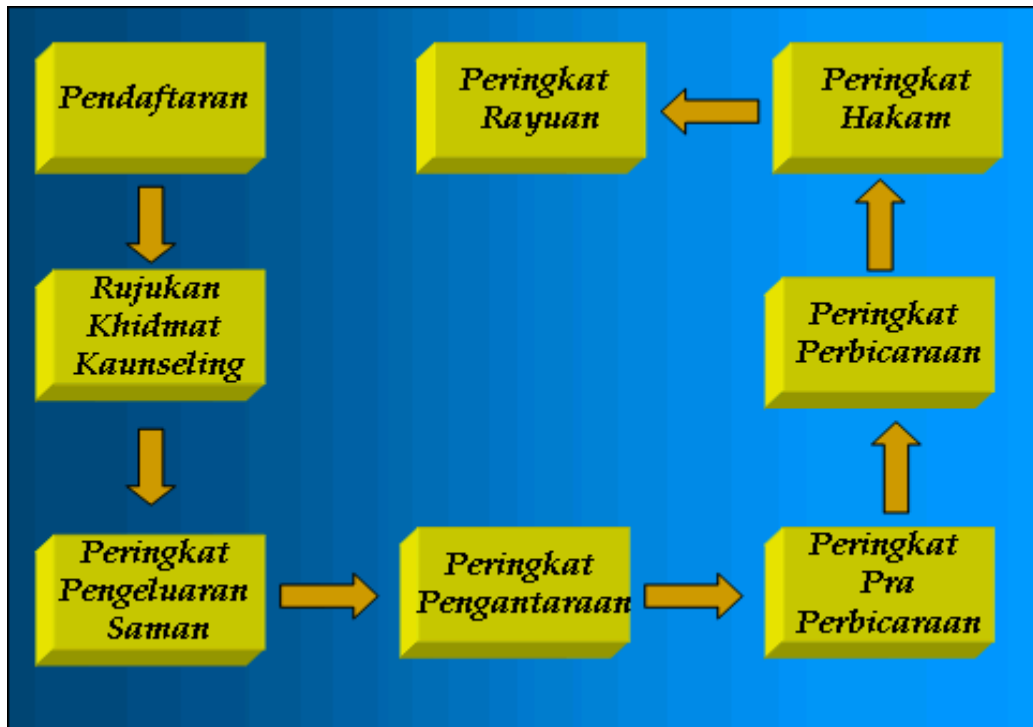 Pendaftaran
Rujukan
Khidmat
Kaunseling
Peringkat
Pengeluaran
Saman
Peringkat
Pengantaraan
Peringkat
Pra
Perbicaraan
Peringkat
Perbicaraan
Peringkat
Hakam
Peringkat
Rayuan